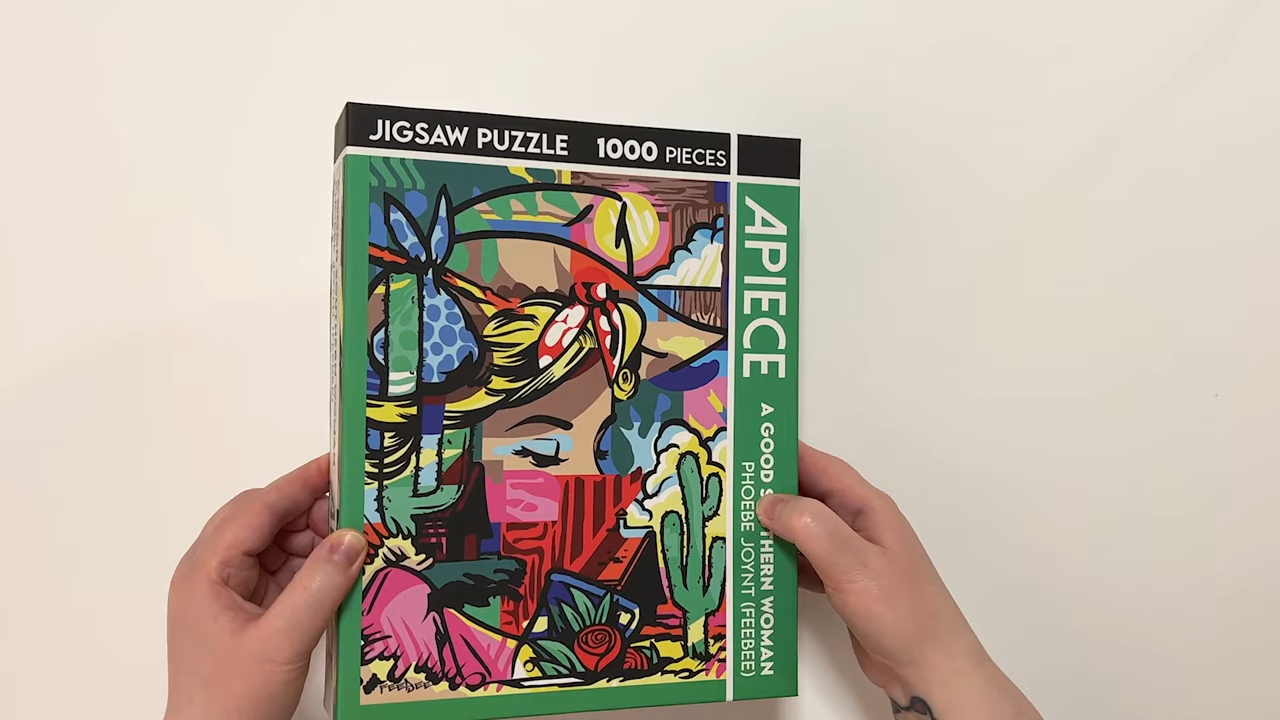 JIGSAW PUZZLE 1000 PIECES
APIECE
A GOOD S THERN WOMAN
PHOEBE JOYNT (FEEBEE)
FEEBEE